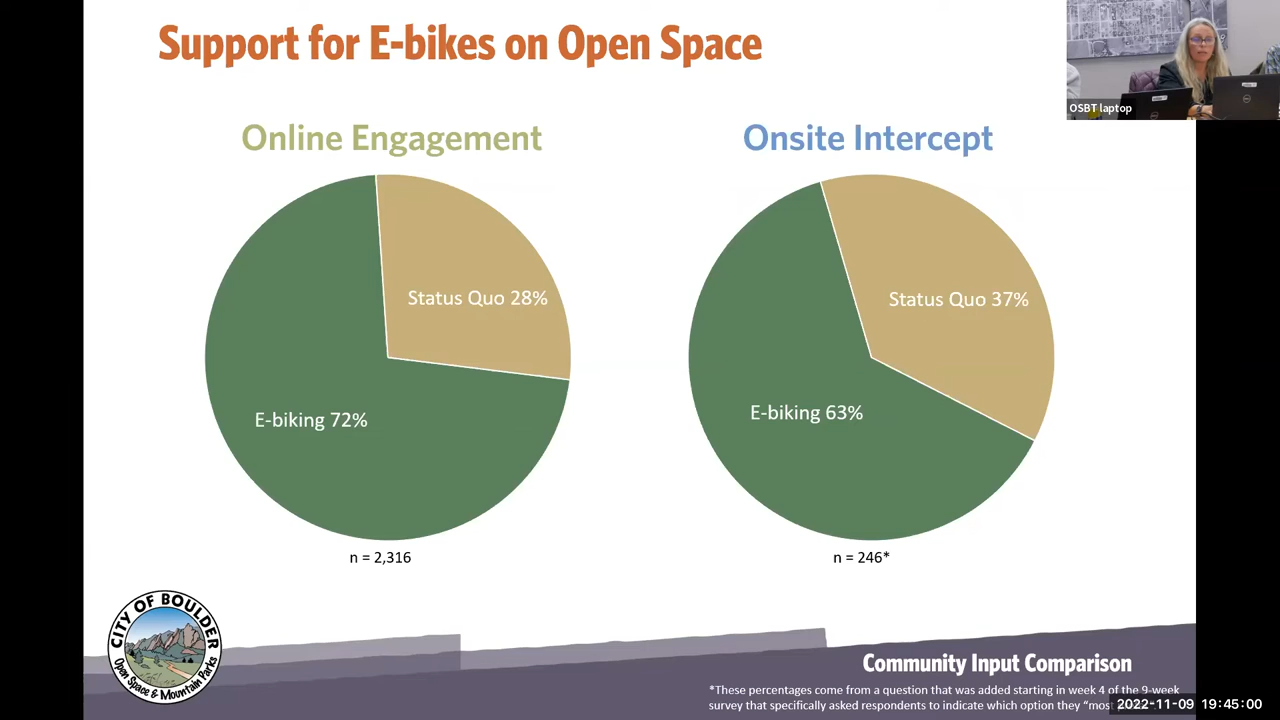 Support for E-bikes on Open Space
OSBT laptop
Online Engagement
Onsite Intercept
Status Quo 28%
E-biking 72%
n = 2,316
Status Quo 37%
E-biking 63%
n = 246*
CITY OF BOULDER
Open Space & Mountain Parks
Community Input Comparison
*These percentages come from a question that was added starting in week 4 of the 9-week
survey that specifically asked respondents to indicate which option they “most
2022-11-09 19:45:00